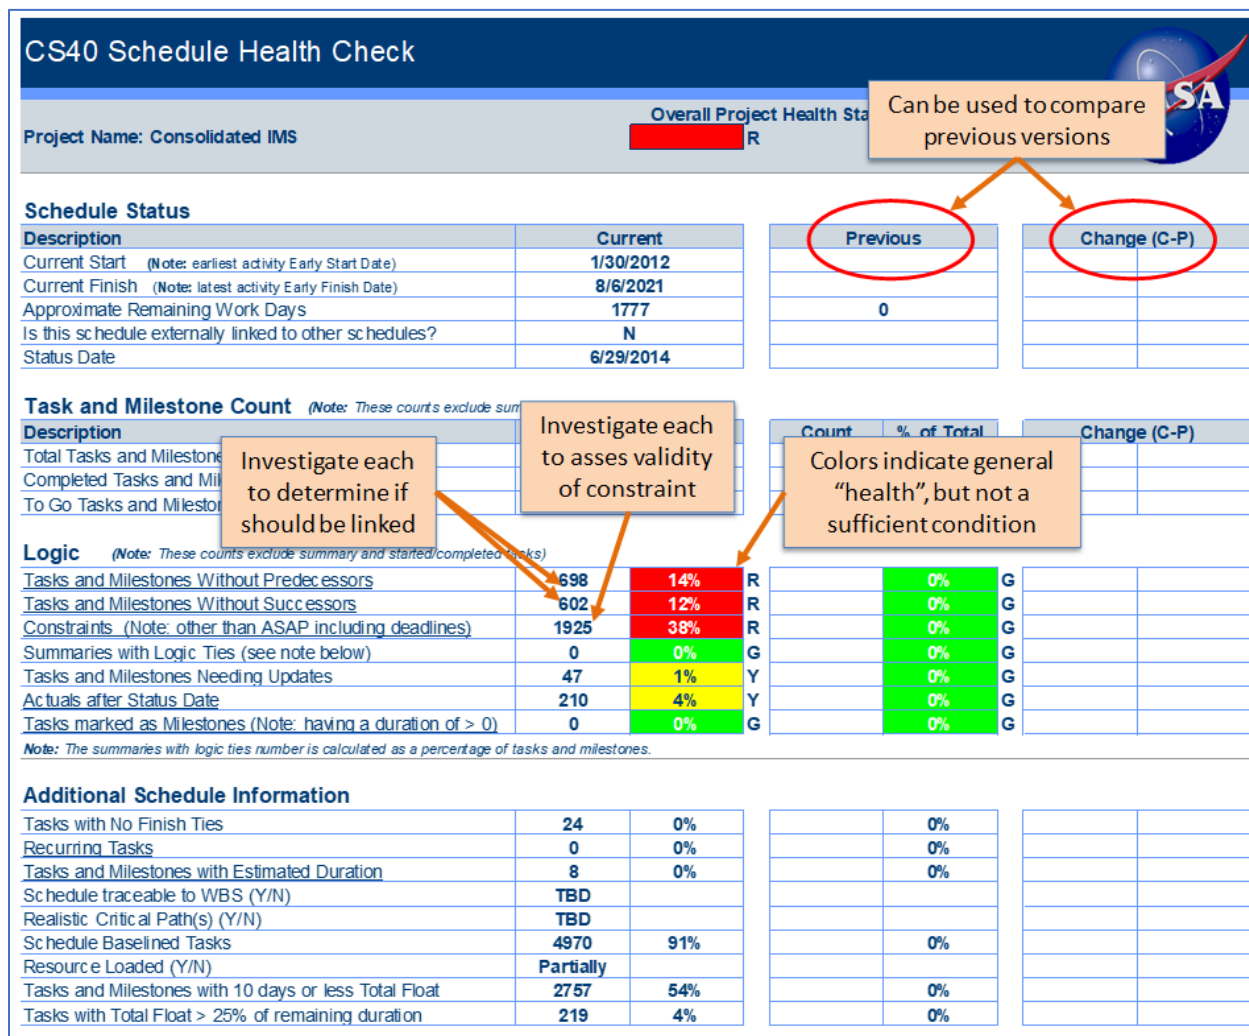 CS40 Schedule Health Check
SA
Project Name: Consolidated IMS
Overall Project Health Sta
R
Can be used to compare
previous versions
Schedule Status
Description Current Previous Change (C-P)
Current Start (Note: earliest activity Early Start Date) 1/30/2012
Current Finish (Note: latest activity Early Finish Date) 8/6/2021
Approximate Remaining Work Days 1777 0
Is this schedule externally linked to other schedules? N
Status Date 6/29/2014
Task and Milestone Count (Note: These counts exclude sum
Description Count % of Total Change (C-P)
Total Tasks and Milestone
Completed Tasks and Mil
To Go Tasks and Mileston
Investigate each
to determine if
should be linked
Investigate each
to asses validity
of constraint
Colors indicate general
“health”, but not a
sufficient condition
Logic (Note: These counts exclude summary and started/completed tasks)
Tasks and Milestones Without Predecessors 698 14% R 0% G
Tasks and Milestones Without Successors 602 12% R 0% G
Constraints (Note: other than ASAP including deadlines) 1925 38% R 0% G
Summaries with Logic Ties (see note below) 0 0% G 0% G
Tasks and Milestones Needing Updates 47 1% Y 0% G
Actuals after Status Date 210 4% Y 0% G
Tasks marked as Milestones (Note: having a duration of > 0) 0 0% G 0% G
Note: The summaries with logic ties number is calculated as a percentage of tasks and milestones.
Additional Schedule Information
Tasks with No Finish Ties 24 0% 0%
Recurring Tasks 0 0% 0%
Tasks and Milestones with Estimated Duration 8 0% 0%
Schedule traceable to WBS (Y/N) TBD
Realistic Critical Path(s) (Y/N) TBD
Schedule Baselined Tasks 4970 91% 0%
Resource Loaded (Y/N) Partially
Tasks and Milestones with 10 days or less Total Float 2757 54% 0%
Tasks with Total Float > 25% of remaining duration 219 4% 0%